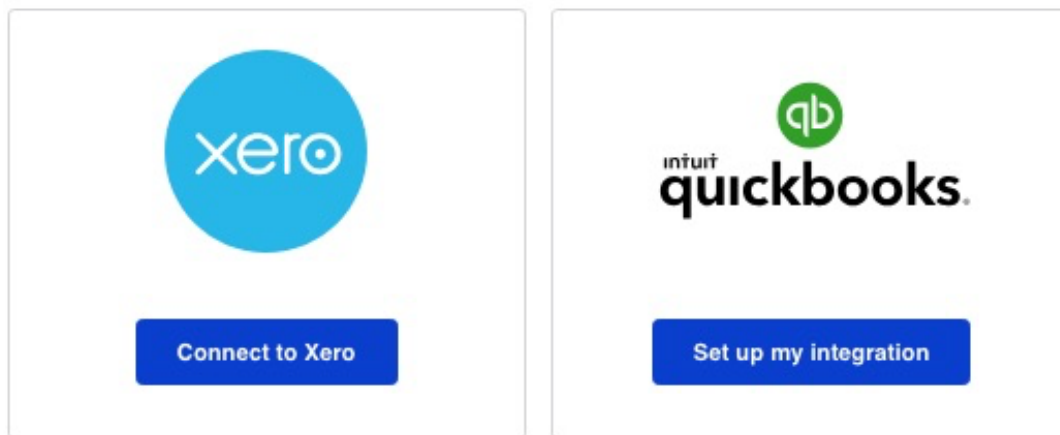 xero
Connect to Xero
qb
intuit
quickbooks.
Set up my integration